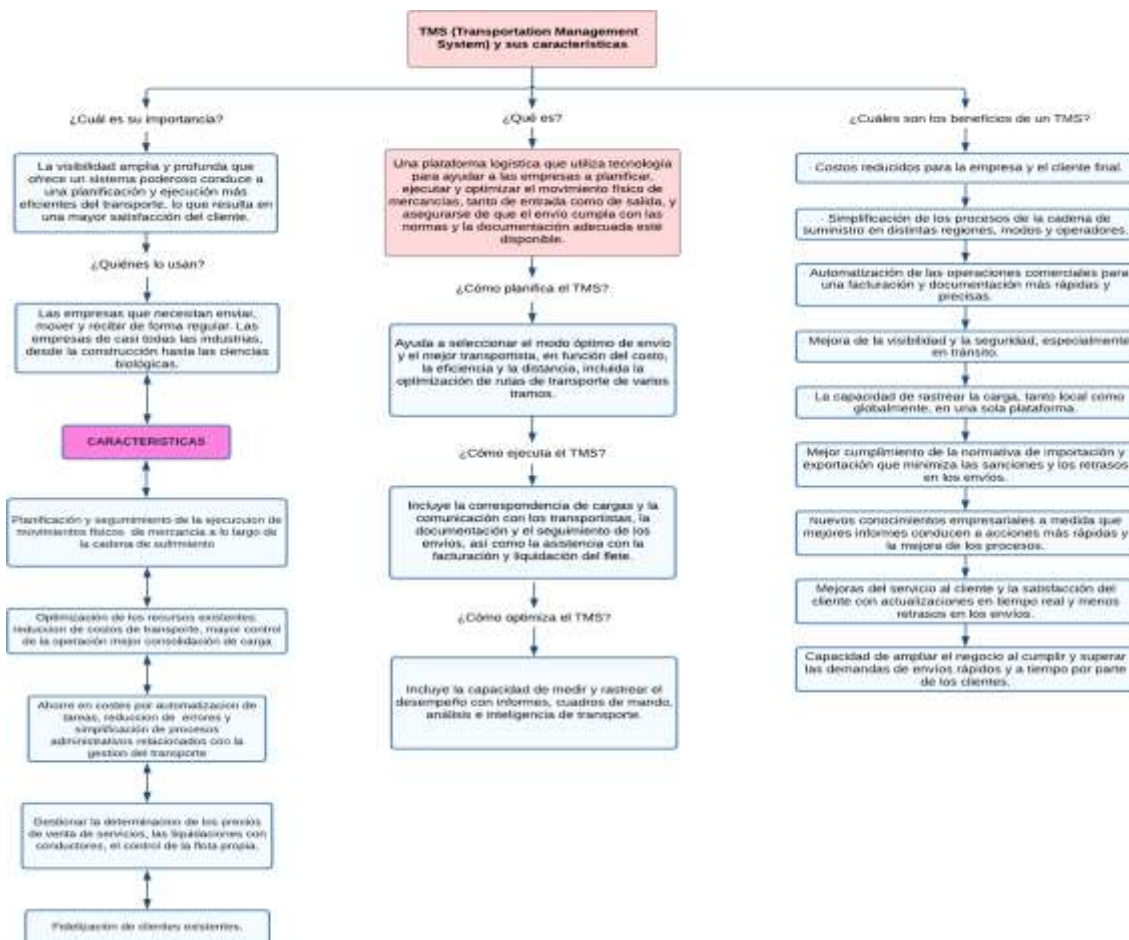 TMS (Transportation Management
System) y sus características
¿Cuál es su importancia?
La visibilidad amplia y profunda que
ofrece un sistema poderoso conduce a
una planificación y ejecución más
eficientes del transporte, lo que resulta en
una mayor satisfacción del cliente.
¿Quiénes lo usan?
Las empresas que necesitan enviar,
mover y recibir de forma regular. Las
empresas de casi todas las industrias,
desde la construcción hasta las ciencias
biológicas.
CARACTERISTICAS
Planificación y segumimiento de la ejecucuion de
movimientos físicos de mercancia a lo largo de
la cadena de sufrimiento
Optimización de los recursos existentes,
reduccion de costos de transporte, mayor control
de la operación mejor consolidación de carga
Ahorre en costes por automatizacion de
tareas, reduccion de errores y
simplificación de procesos
administrativos relacionados con la
gestion del transporte
Gestionar la determinacion de los precios
de venta de servicios, las liquidaciones con
conductores, el control de la flota propia.
Fidelización de clientes existentes.
¿Qué es?
Una plataforma logística que utiliza tecnología
para ayudar a las empresas a planificar,
ejecutar y optimizar el movimiento físico de
mercancías, tanto de entrada como de salida, y
asegurarse de que el envío cumpla con las
normas y la documentación adecuada esté
disponible.
¿Cómo planifica el TMS?
Ayuda a seleccionar el modo óptimo de envío
y el mejor transportista, en función del costo,
la eficiencia y la distancia, incluida la
optimización de rutas de transporte de varios
tramos.
¿Cómo ejecuta el TMS?
Incluye la correspondencia de cargas y la
comunicación con los transportistas, la
documentación y el seguimiento de los
envíos, así como la asistencia con la
facturación y liquidación del flete.
¿Cómo optimiza el TMS?
Incluye la capacidad de medir y rastrear el
desempeño con informes, cuadros de mando,
análisis e inteligencia de transporte.
¿Cuáles son los beneficios de un TMS?
Costos reducidos para la empresa y el cliente final.
Simplificación de los procesos de la cadena de
suministro en distintas regiones, modos y operadores.
Automatización de las operaciones comerciales para
una facturación y documentación más rápidas y
precisas.
Mejora de la visibilidad y la seguridad, especialmente
en tránsito.
La capacidad de rastrear la carga, tanto local como
globalmente, en una sola plataforma.
Mejor cumplimiento de la normativa de importación y
exportación que minimiza las sanciones y los retrasos
en los envíos.
Nuevos conocimientos empresariales a medida que
mejores informes conducen a acciones más rápidas y
la mejora de los procesos.
Mejoras del servicio al cliente y la satisfacción del
cliente con actualizaciones en tiempo real y menos
retrasos en los envíos.
Capacidad de ampliar el negocio al cumplir y superar
las demandas de envíos rápidos y a tiempo por parte
de los clientes.